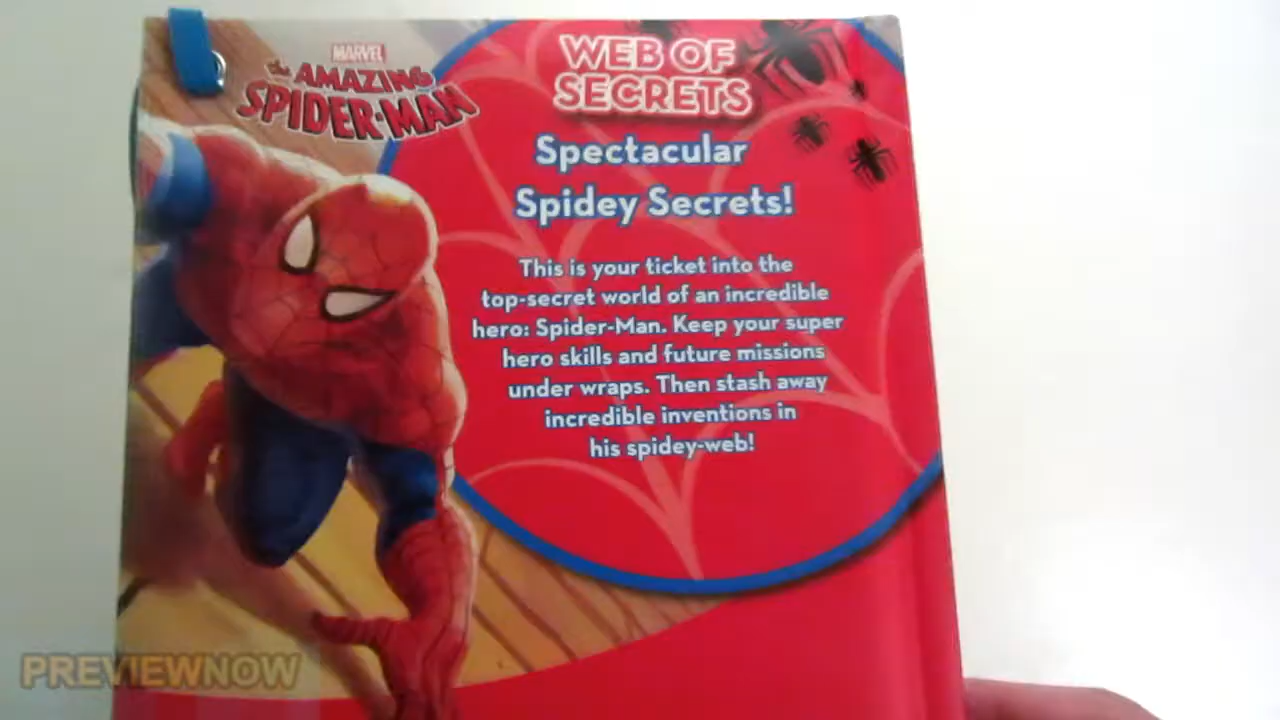 MARVEL
the AMAZING
SPIDER-MAN
WEB OF
SECRETS
Spectacular
Spidey Secrets!
This is your ticket into the
top-secret world of an incredible
hero: Spider-Man. Keep your super
hero skills and future missions
under wraps. Then stash away
incredible inventions in
his spidey-web!
PREVIEWNOW